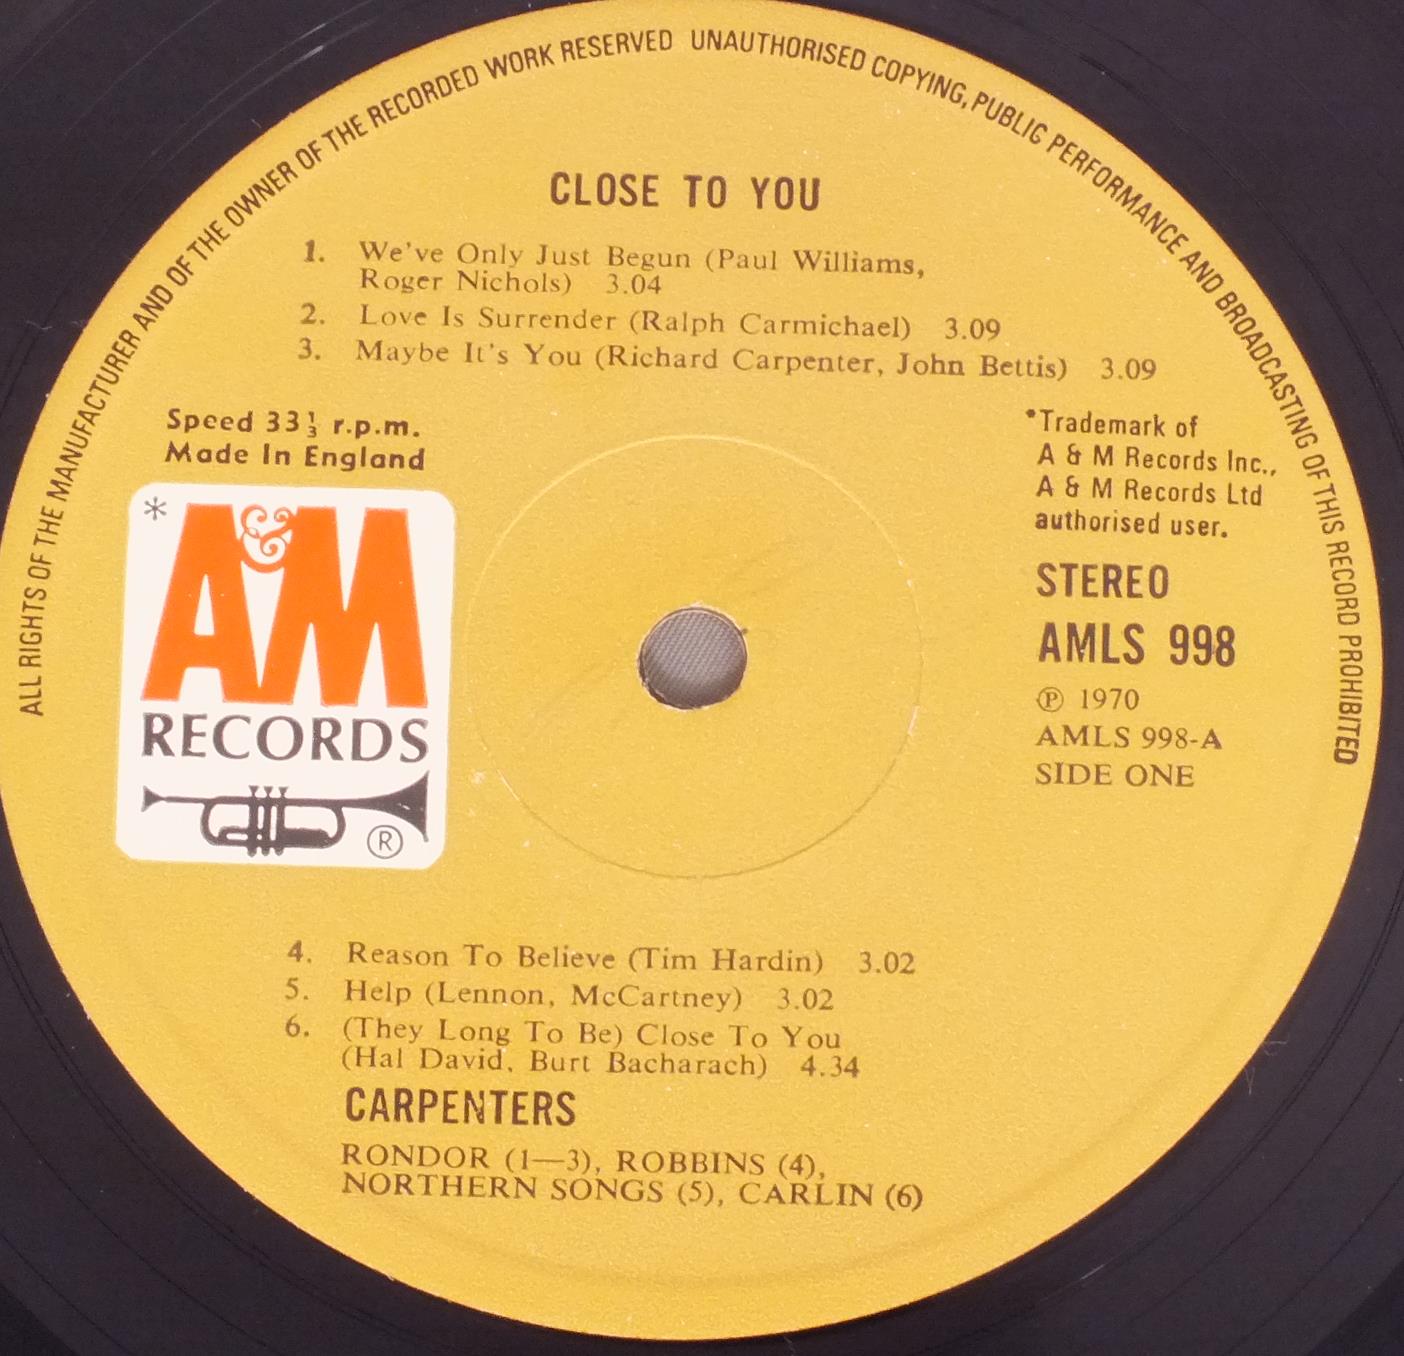 ALL RIGHTS OF THE MANUFACTURER AND OF THE OWNER OF THE RECORDED WORK RESERVED UNAUTHORISED COPYING, PUBLIC PERFORMANCE AND BROADCASTING OF THIS RECORD PROHIBITED
CLOSE TO YOU
1. We've Only Just Begun (Paul Williams,
Roger Nichols) 3.04
2. Love Is Surrender (Ralph Carmichael) 3.09
3. Maybe It's You (Richard Carpenter, John Bettis) 3.09
Speed 33⅓ r.p.m.
Made In England
* A&M
RECORDS
®
*Trademark of
A & M Records Inc.,
A & M Records Ltd
authorised user.
STEREO
AMLS 998
℗ 1970
AMLS 998-A
SIDE ONE
4. Reason To Believe (Tim Hardin) 3.02
5. Help (Lennon, McCartney) 3.02
6. (They Long To Be) Close To You
(Hal David, Burt Bacharach) 4.34
CARPENTERS
RONDOR (1—3), ROBBINS (4),
NORTHERN SONGS (5), CARLIN (6)